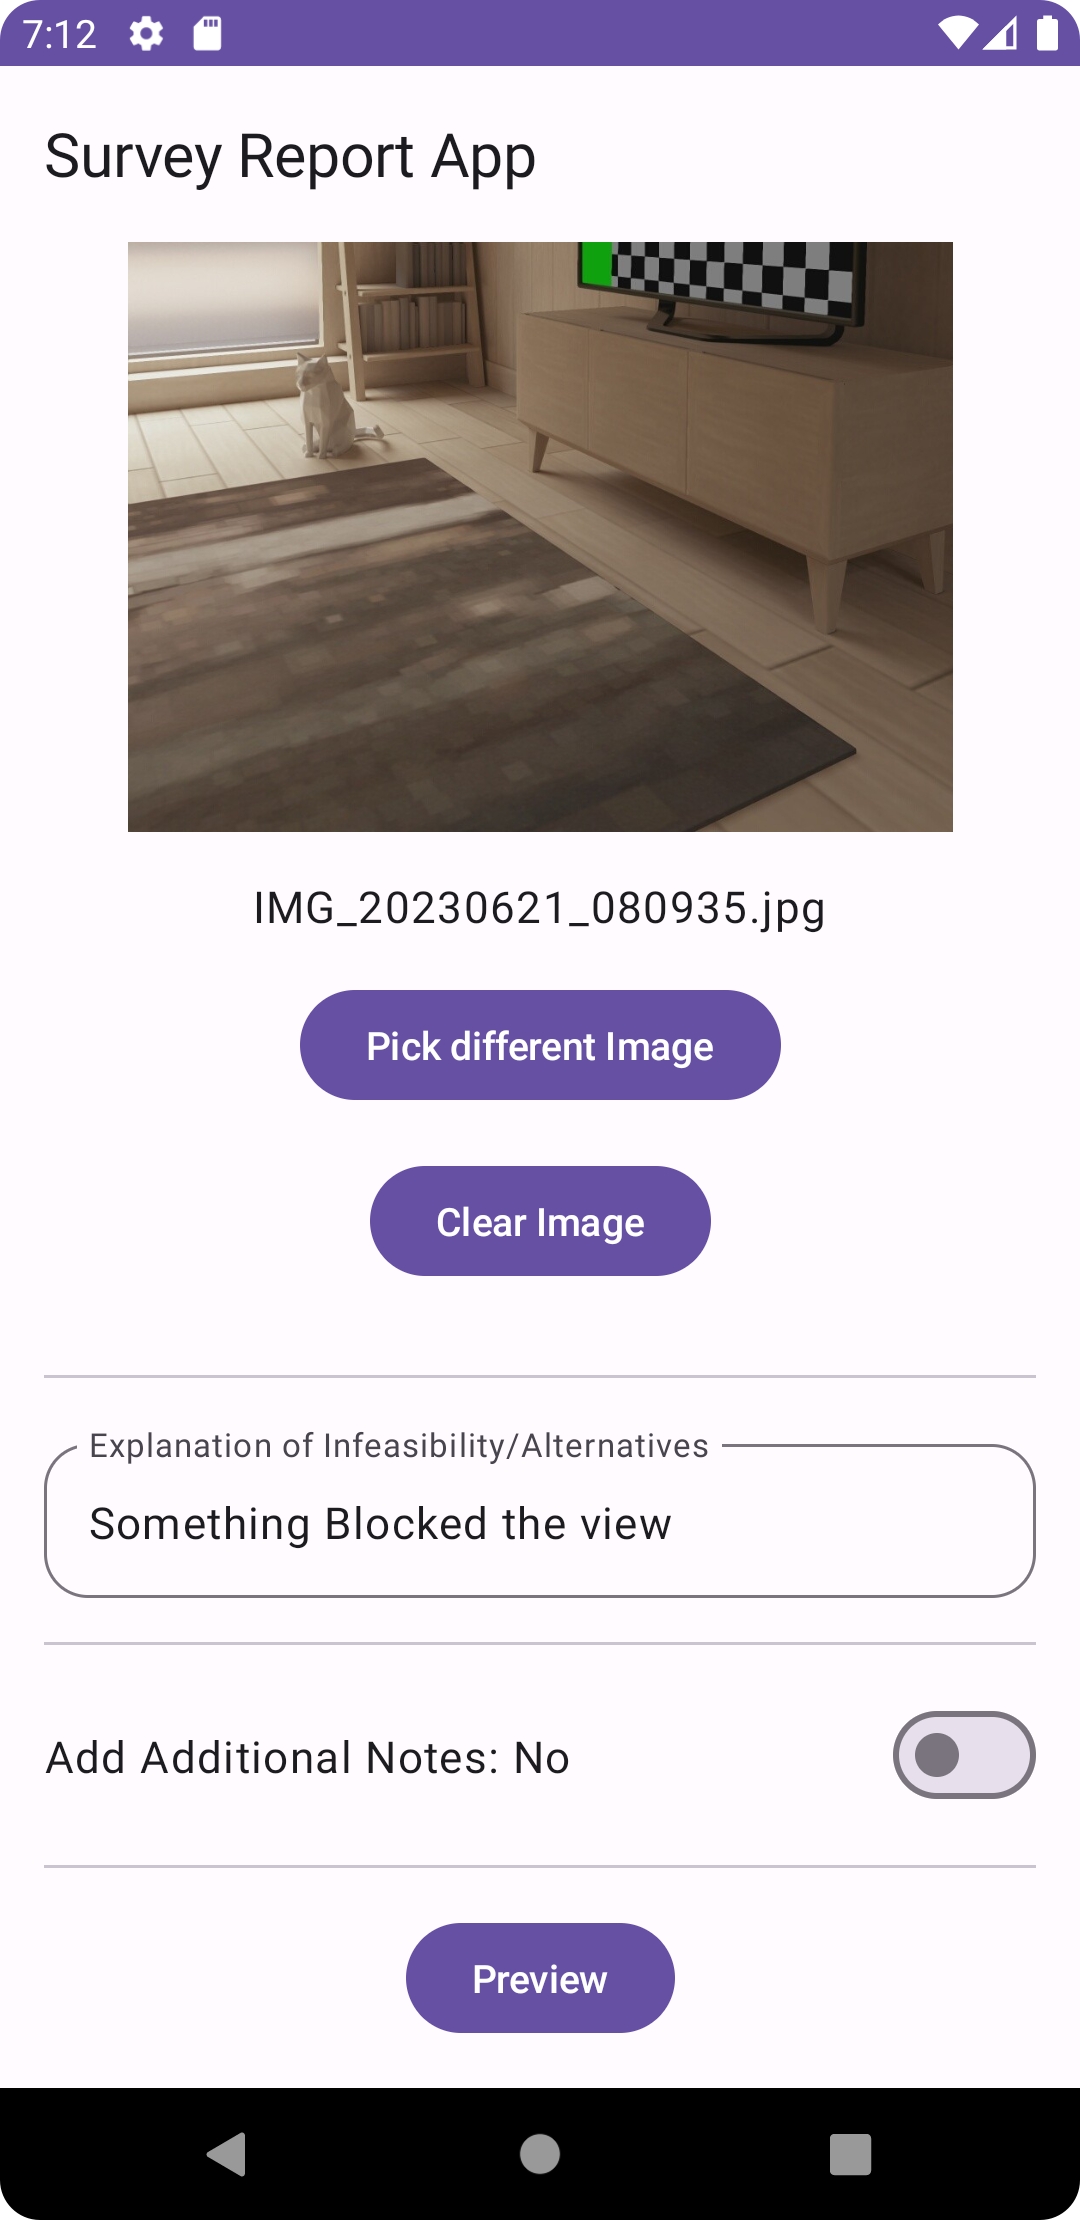 7:12
Survey Report App
IMG_20230621_080935.jpg
Pick different Image
Clear Image
Explanation of Infeasibility/Alternatives
Something Blocked the view
Add Additional Notes: No
Preview